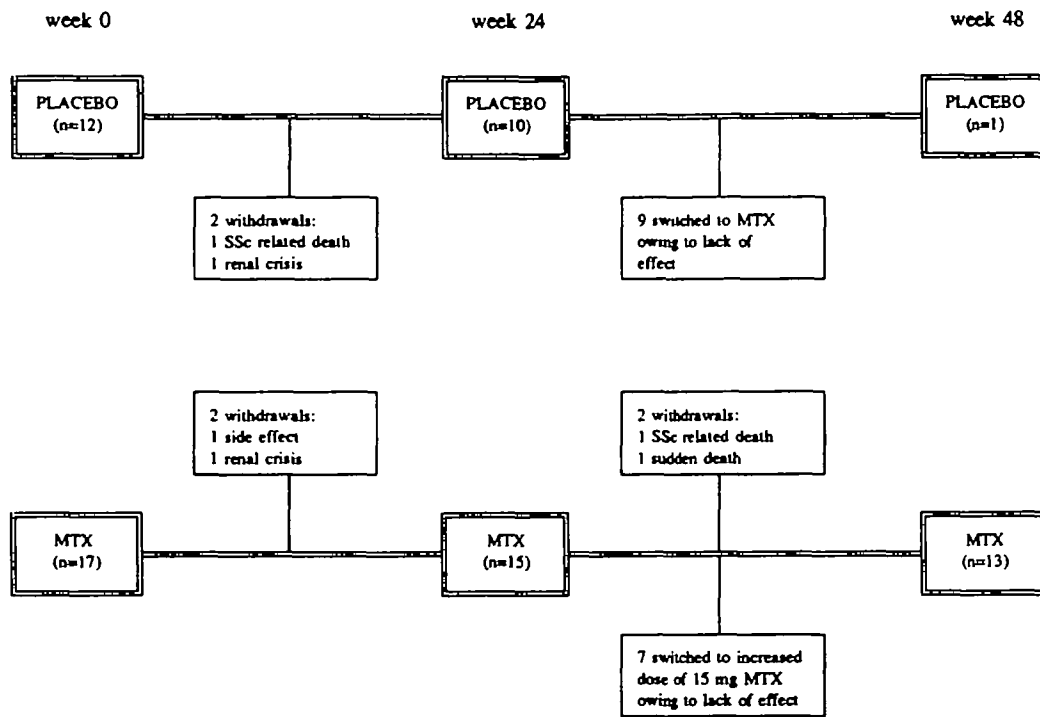 week 0
week 24
week 48
PLACEBO
(n=12)
PLACEBO
(n=10)
PLACEBO
(n=1)
2 withdrawals:
1 SSc related death
1 renal crisis
9 switched to MTX
owing to lack of
effect
2 withdrawals:
1 side effect
1 renal crisis
2 withdrawals:
1 SSc related death
1 sudden death
MTX
(n=17)
MTX
(n=15)
MTX
(n=13)
7 switched to increased
dose of 15 mg MTX
owing to lack of effect